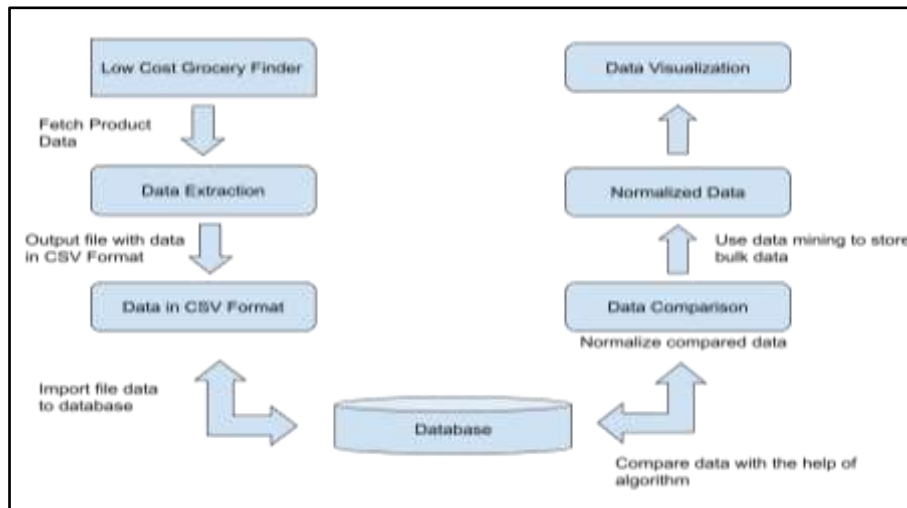 Low Cost Grocery Finder
Fetch Product
Data
Data Extraction
Output file with data
in CSV Format
Data in CSV Format
Import file data
to database
Database
Compare data with the help of
algorithm
Normalize compared data
Data Comparison
Use data mining to store
bulk data
Normalized Data
Data Visualization